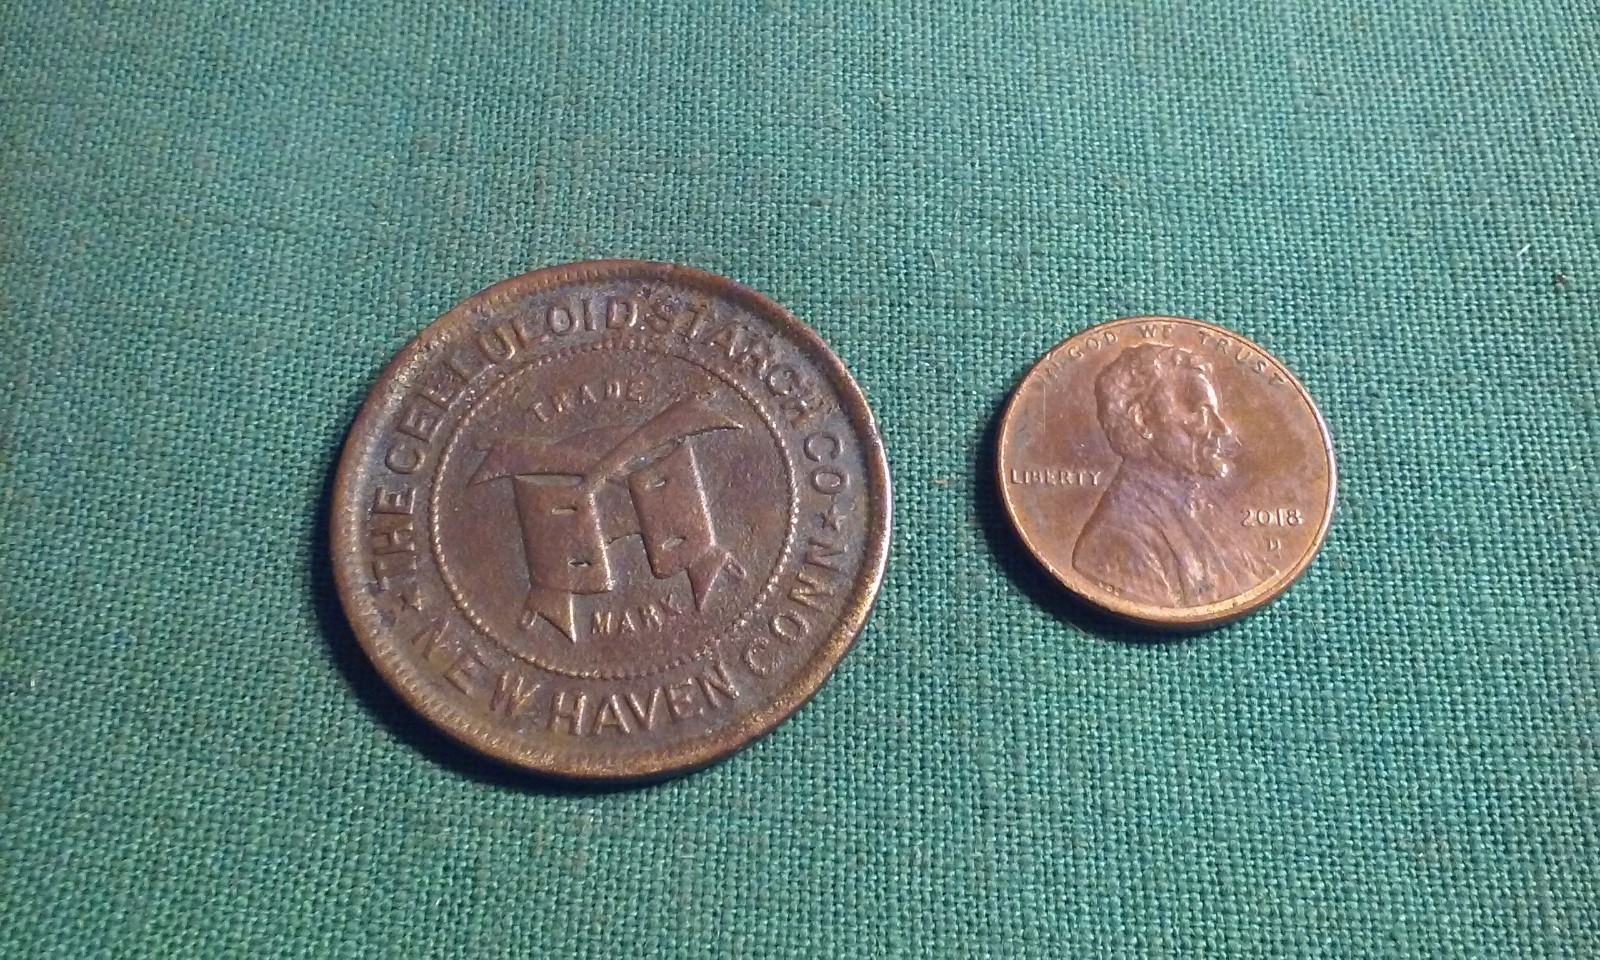 THE CELLULOID STARCH CO
NEW HAVEN CONN
TRADE
MARK
IN GOD WE TRUST
LIBERTY
2018
D